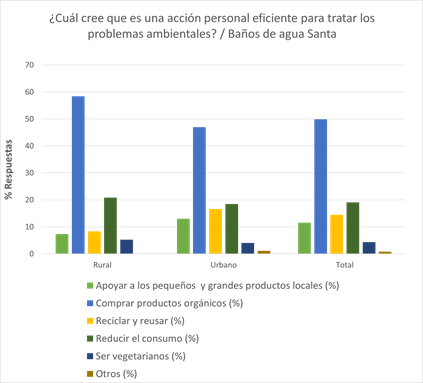 ¿Cuál cree que es una acción personal eficiente para tratar los
problemas ambientales? / Baños de agua Santa
70
60
50
40
30
20
10
0
% Respuestas
Rural
Urbano
Total
Apoyar a los pequeños y grandes productos locales (%)
Comprar productos orgánicos (%)
Reciclar y reusar (%)
Reducir el consumo (%)
Ser vegetarianos (%)
Otros (%)